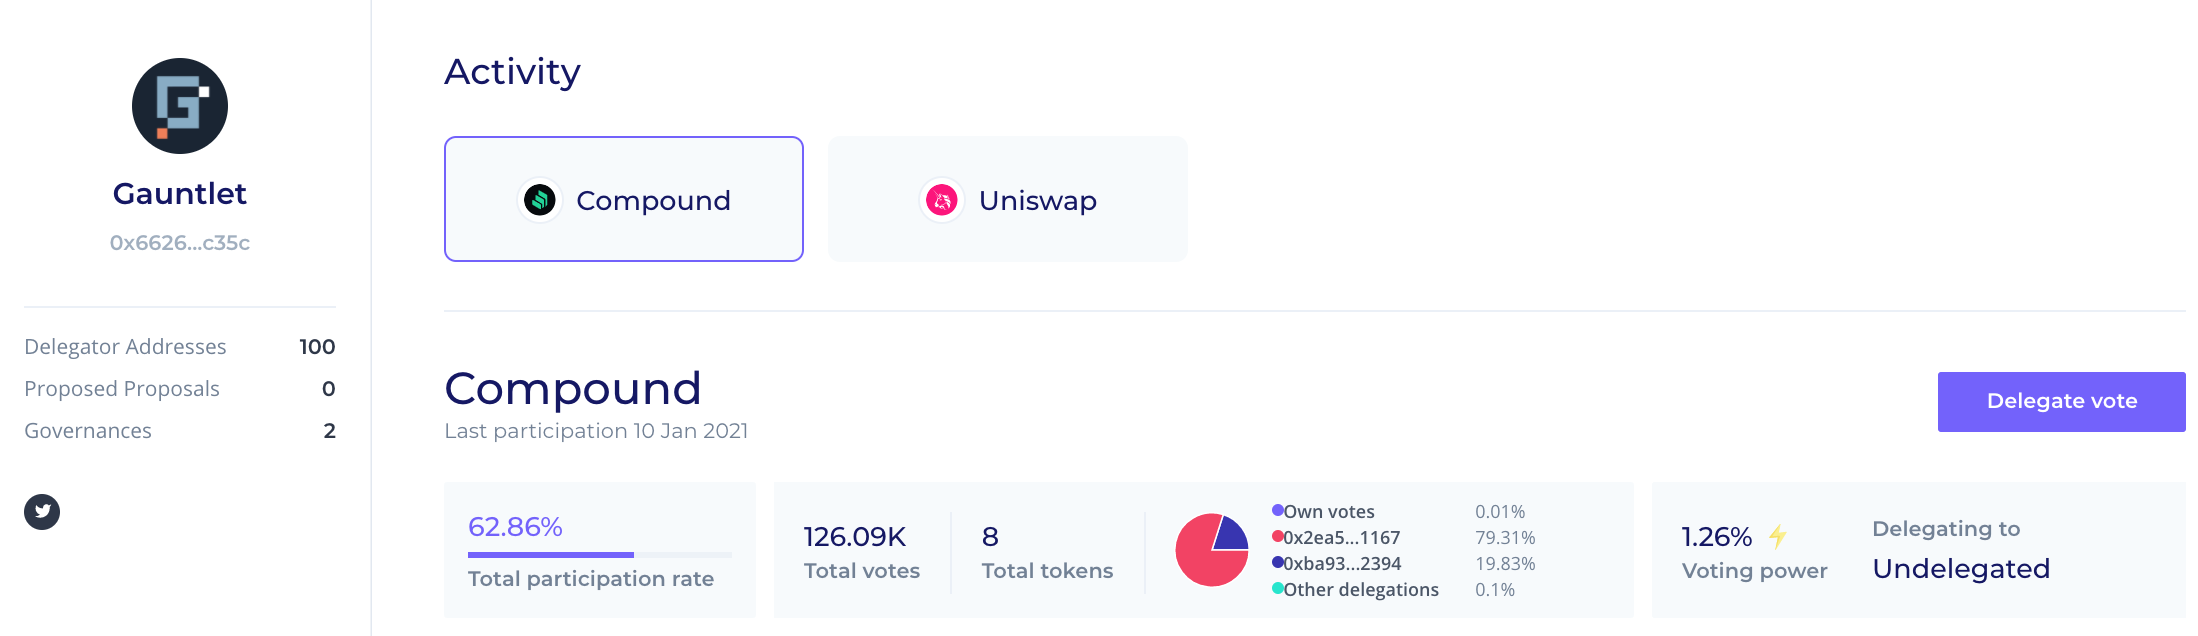 Gauntlet
0x6626...c35c
Delegator Addresses 100
Proposed Proposals 0
Governances 2
Activity
Compound
Uniswap
Compound
Last participation 10 Jan 2021
Delegate vote
62.86%
Total participation rate
126.09K
Total votes
8
Total tokens
Own votes 0.01%
0x2ea5...1167 79.31%
0xba93...2394 19.83%
Other delegations 0.1%
1.26%
Voting power
Delegating to
Undelegated